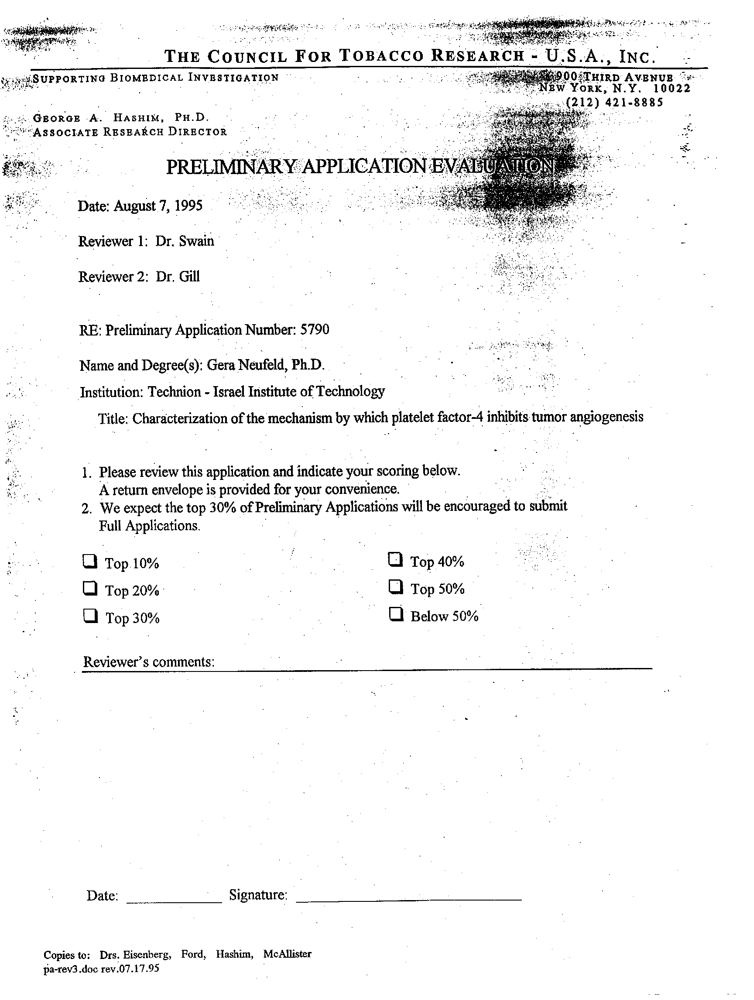 THE COUNCIL FOR TOBACCO RESEARCH - U.S.A., INC.
SUPPORTING BIOMEDICAL INVESTIGATION
900 THIRD AVENUE
NEW YORK, N.Y. 10022
(212) 421-8885
GEORGE A. HASHIM, PH.D.
ASSOCIATE RESEARCH DIRECTOR
PRELIMINARY APPLICATION EVALUATION
Date: August 7, 1995
Reviewer 1: Dr. Swain
Reviewer 2: Dr. Gill
RE: Preliminary Application Number: 5790
Name and Degree(s): Gera Neufeld, Ph.D.
Institution: Technion - Israel Institute of Technology
Title: Characterization of the mechanism by which platelet factor-4 inhibits tumor angiogenesis
1. Please review this application and indicate your scoring below.
A return envelope is provided for your convenience.
2. We expect the top 30% of Preliminary Applications will be encouraged to submit
Full Applications.
Top 10%
Top 40%
Top 20%
Top 50%
Top 30%
Below 50%
Reviewer's comments:
Date: Signature:
Copies to: Drs. Eisenberg, Ford, Hashim, McAllister
pa-rev3.doc rev.07.17.95